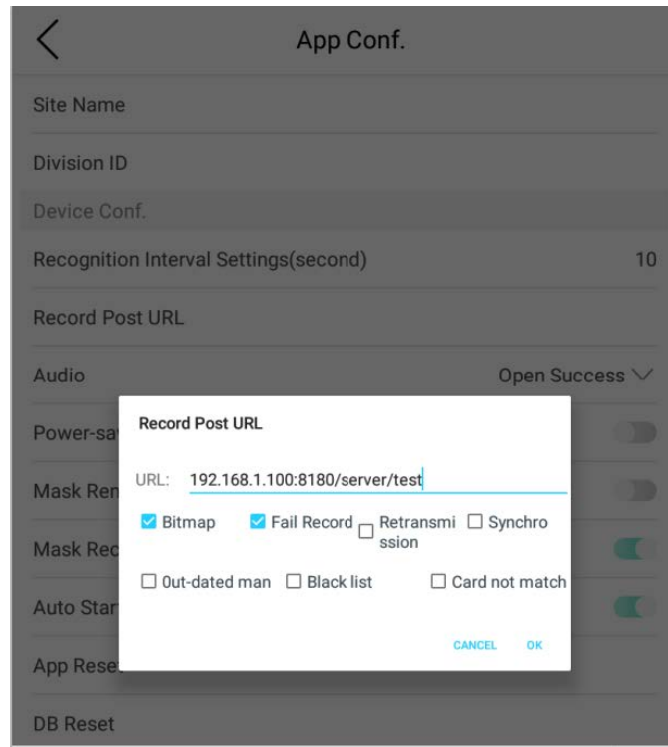 App Conf.
Site Name
Division ID
Device Conf.
Recognition Interval Settings(second) 10
Record Post URL
Audio Open Success
Power-sa
Record Post URL
URL: 192.168.1.100:8180/server/test
Mask Ren
Bitmap Fail Record Retransmi Synchro
ssion
Mask Rec
0ut-dated man Black list Card not match
Auto Star
CANCEL OK
App Reset
DB Reset